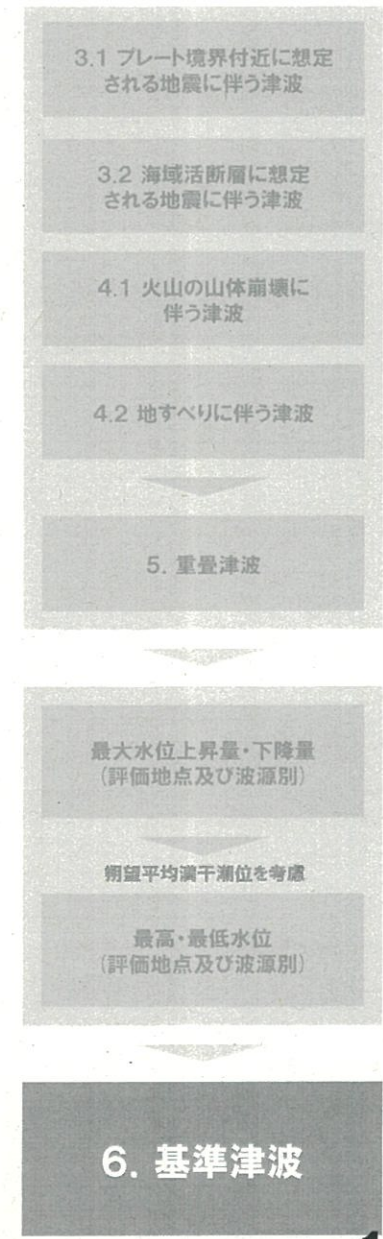 3.1 プレート境界付近に想定
される地震に伴う津波
3.2 海域活断層に想定
される地震に伴う津波
4.1 火山の山体崩壊に
伴う津波
4.2 地すべりに伴う津波
5. 重畳津波
最大水位上昇量・下降量
(評価地点及び波源別)
朔望平均満干潮位を考慮
最高・最低水位
(評価地点及び波源別)
6. 基準津波